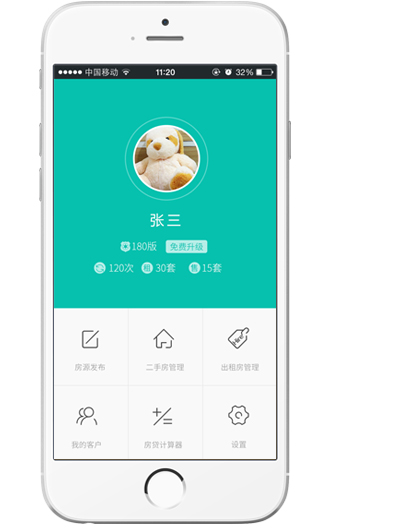 中国移动 11:20 32%
张三
180版 免费升级
120次 租 30套 售 15套
房源发布 二手房管理 出租房管理
我的客户 房贷计算器 设置